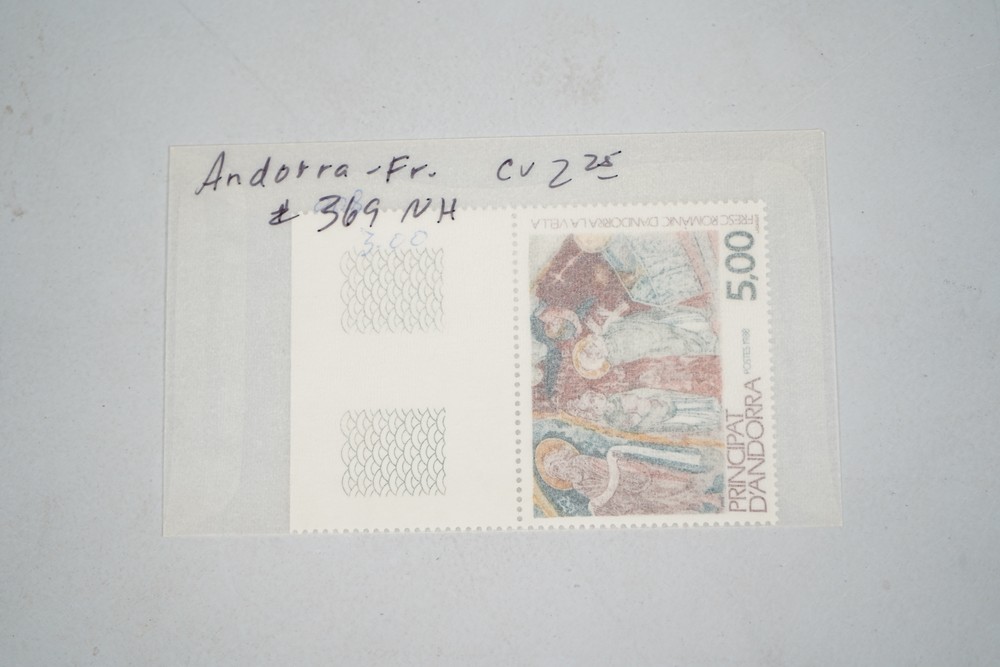 Andorra - Fr. CV 2 25
# 369 NH
3.00
FRESC ROMANIC D'ANDORRA LA VELLA
5,00
POSTES 1988
PRINCIPAT
D'ANDORRA